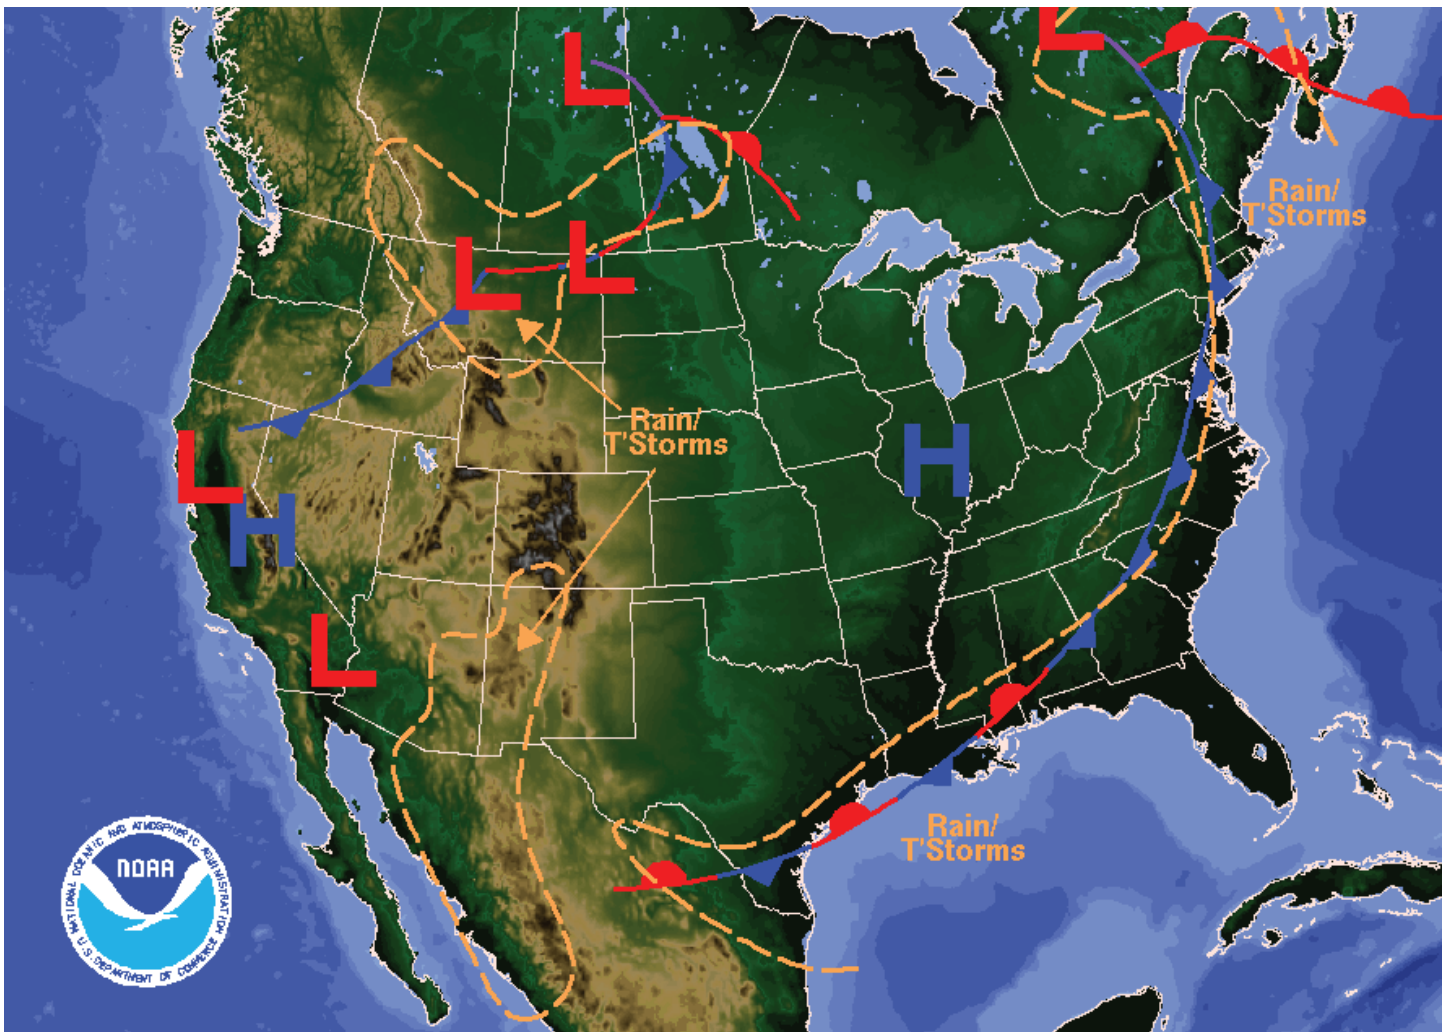 L
L
Rain/
T'Storms
L
L
Rain/
T'Storms
L
H
H
L
Rain/
T'Storms
NOAA
NATIONAL OCEANIC AND ATMOSPHERIC ADMINISTRATION
U.S. DEPARTMENT OF COMMERCE